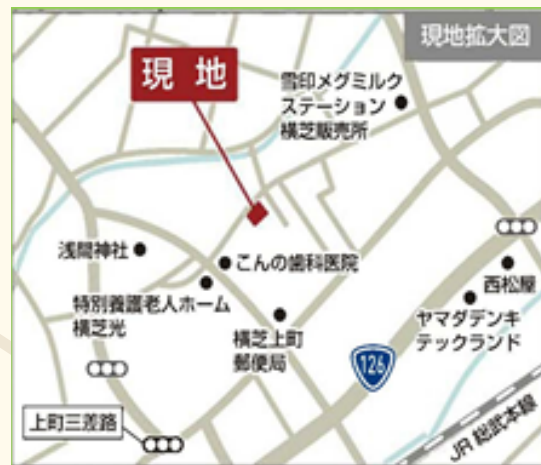 現地拡大図
現地
雪印メグミルク
ステーション
横芝販売所
浅間神社
こんの歯科医院
特別養護老人ホーム
横芝光
横芝上町
郵便局
西松屋
ヤマダデンキ
テックランド
126
上町三差路
JR 総武本線